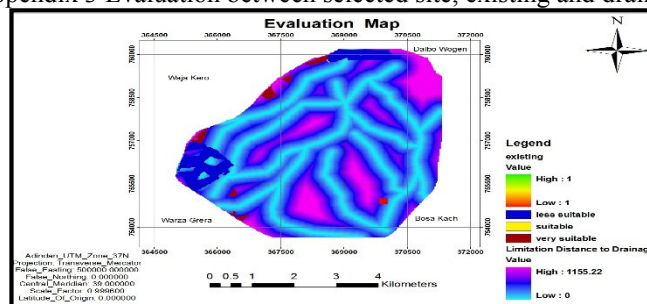 pendix 3 Evaluation between selected site, existing and drain
Evaluation Map
364500 366000 367500 369000 370500 372000
N
Dalbo Wogen
Waja Kero
Warza Grera
Bosa Kach
Legend
existing
Value
High : 1
Low : 1
less suitable
suitable
very suitable
Limitation Distance to Drainag
Value
High : 1155.22
Low : 0
364500 366000 367500 369000 370500 372000
Adindan_UTM_Zone_37N
Projection: Transverse_Mercator
False_Easting: 500000.000000
False_Northing: 0.000000
Central_Meridian: 39.000000
Scale_Factor: 0.999600
Latitude_Of_Origin: 0.000000
0 0.5 1 2 3 4
Kilometers